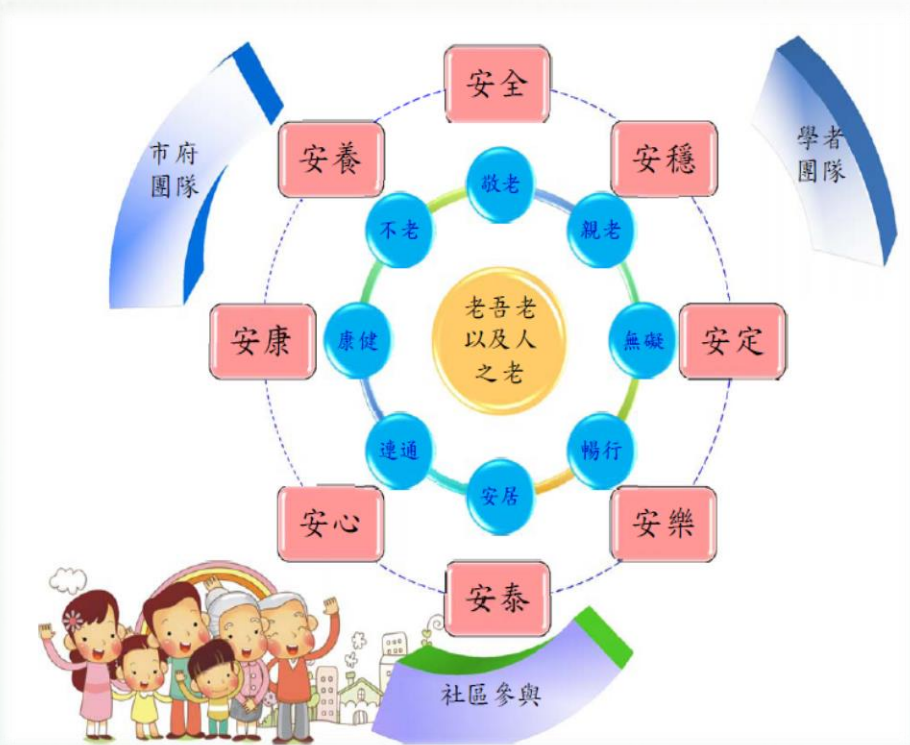 安全
安養
安穩
市府
團隊
學者
團隊
敬老
不老
親老
老吾老
以及人
之老
安康
康健
無礙
安定
連通
暢行
安居
安心
安樂
安泰
社區參與